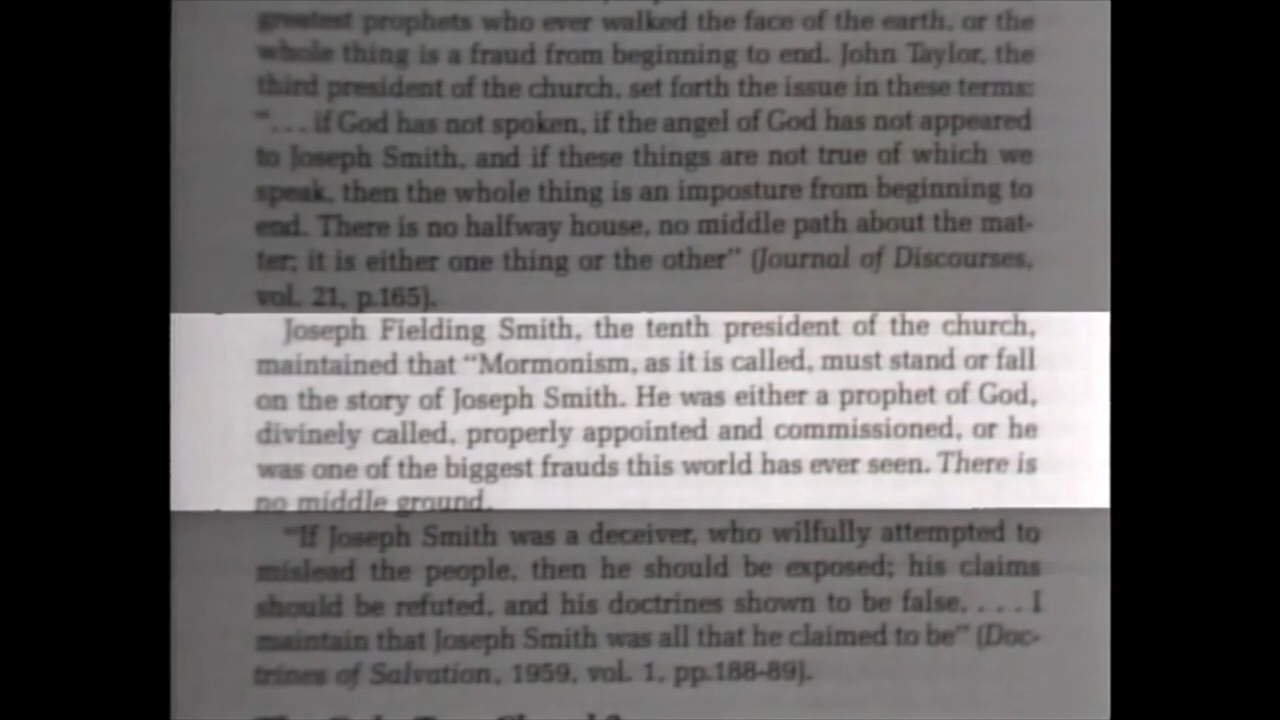 greatest prophets who ever walked the face of the earth, or the
whole thing is a fraud from beginning to end. John Taylor, the
third president of the church, set forth the issue in these terms:
"... if God has not spoken, if the angel of God has not appeared
to Joseph Smith, and if these things are not true of which we
speak, then the whole thing is an imposture from beginning to
end. There is no halfway house, no middle path about the mat-
ter; it is either one thing or the other" (Journal of Discourses,
vol. 21, p.165).
Joseph Fielding Smith, the tenth president of the church,
maintained that "Mormonism, as it is called, must stand or fall
on the story of Joseph Smith. He was either a prophet of God,
divinely called, properly appointed and commissioned, or he
was one of the biggest frauds this world has ever seen. There is
no middle ground.
"If Joseph Smith was a deceiver, who wilfully attempted to
mislead the people, then he should be exposed; his claims
should be refuted, and his doctrines shown to be false. . . . I
maintain that Joseph Smith was all that he claimed to be" (Doc-
trines of Salvation, 1959, vol. 1, pp.188-89).